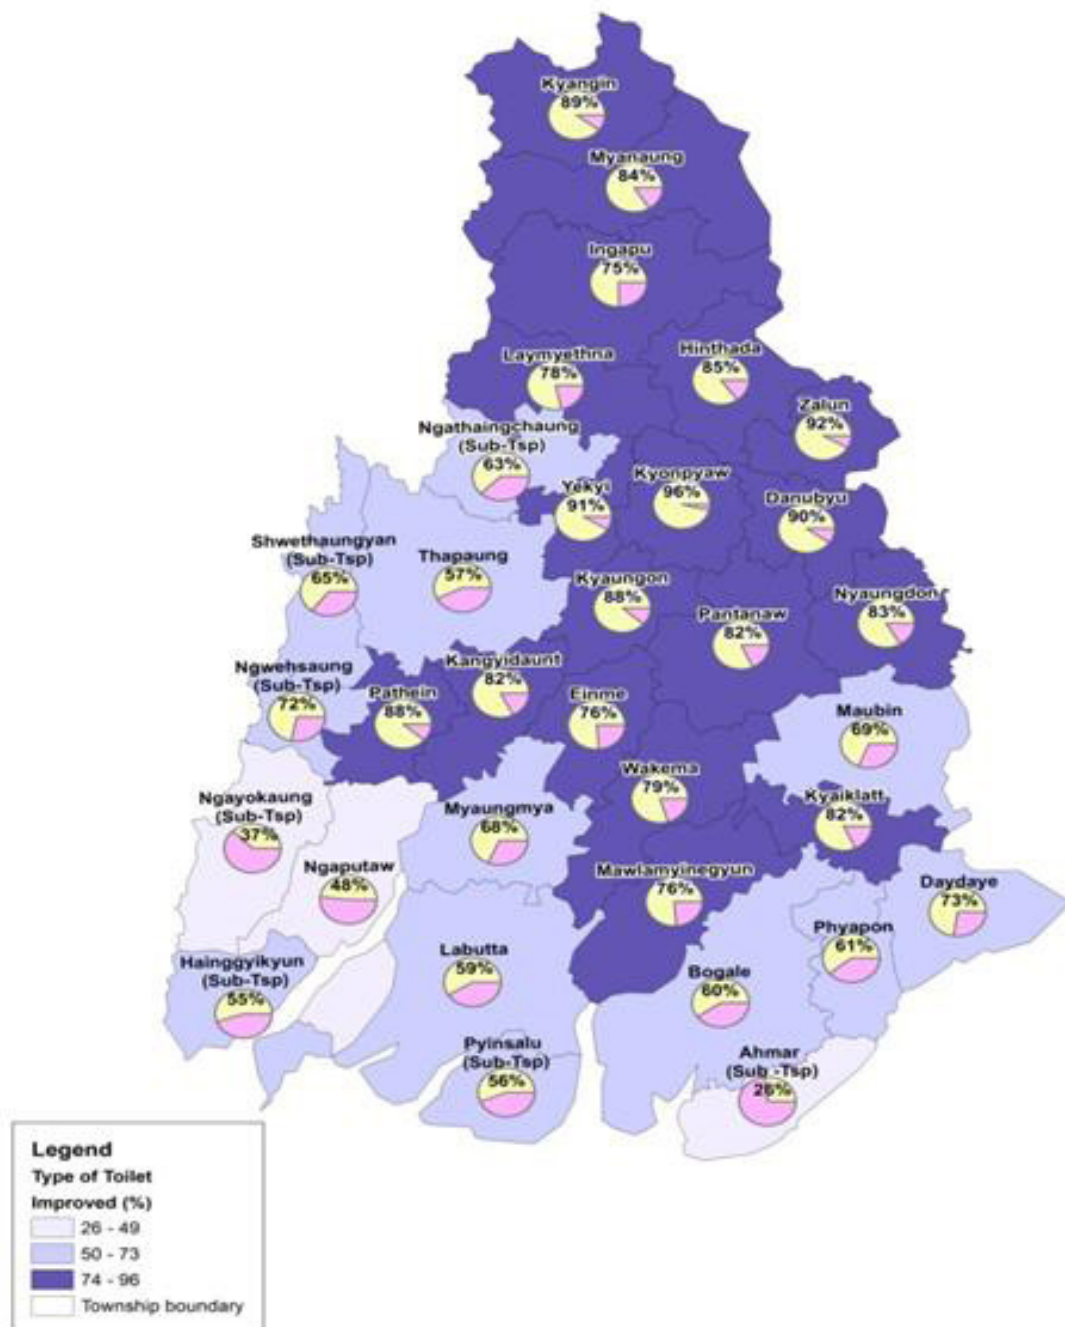 Kyangin
89%
Myanaung
84%
Ingapu
75%
Laymyethna
78%
Hinthada
85%
Zalun
92%
Ngathaingchaung
(Sub-Tsp)
63%
Yekyi
91%
Kyonpyaw
96%
Danubyu
90%
Shwethaungyan
(Sub-Tsp)
65%
Thapaung
57%
Kyaungon
88%
Pantanaw
82%
Nyaungdon
83%
Ngwehsaung
(Sub-Tsp)
72%
Pathein
88%
Kangyidaunt
82%
Einme
76%
Maubin
69%
Ngayokaung
(Sub-Tsp)
37%
Ngaputaw
48%
Myaungmya
68%
Wakema
79%
Kyaiklatt
82%
Mawlamyinegyun
76%
Daydaye
73%
Hainggyikyun
(Sub-Tsp)
55%
Labutta
59%
Bogale
60%
Phyapon
61%
Pyinsalu
(Sub-Tsp)
56%
Ahmar
(Sub -Tsp)
26%
Legend
Type of Toilet
Improved (%)
26 - 49
50 - 73
74 - 96
Township boundary